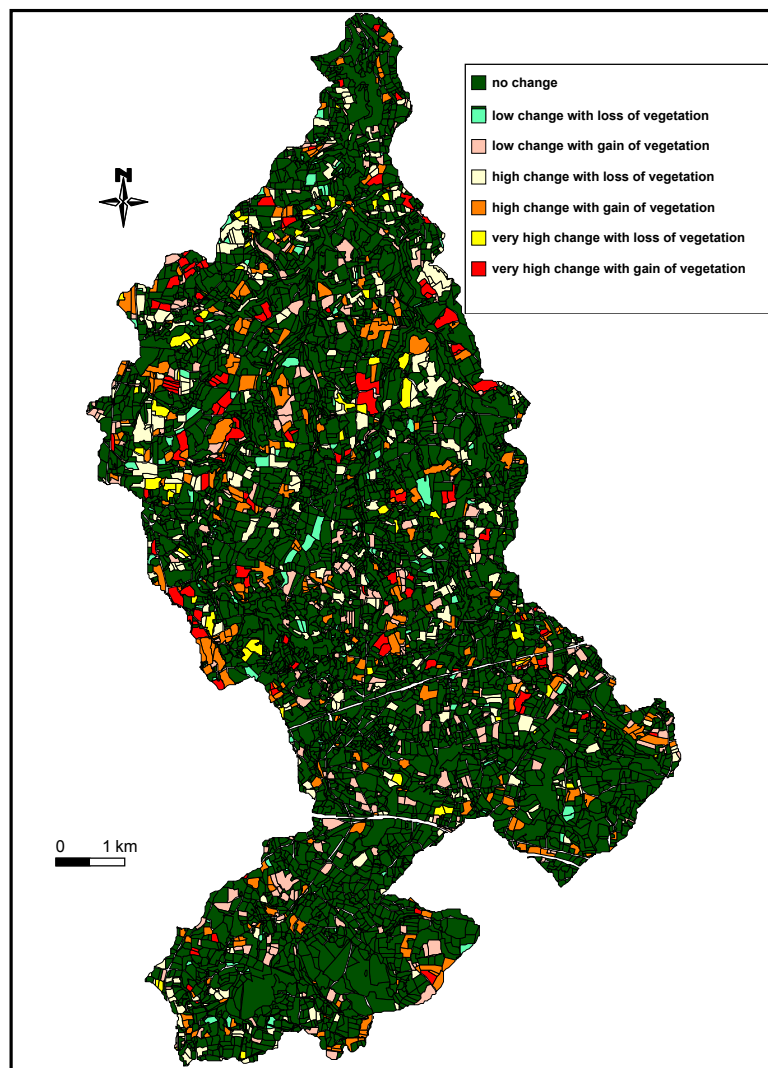 no change
low change with loss of vegetation
low change with gain of vegetation
high change with loss of vegetation
N
high change with gain of vegetation
very high change with loss of vegetation
very high change with gain of vegetation
0 1 km